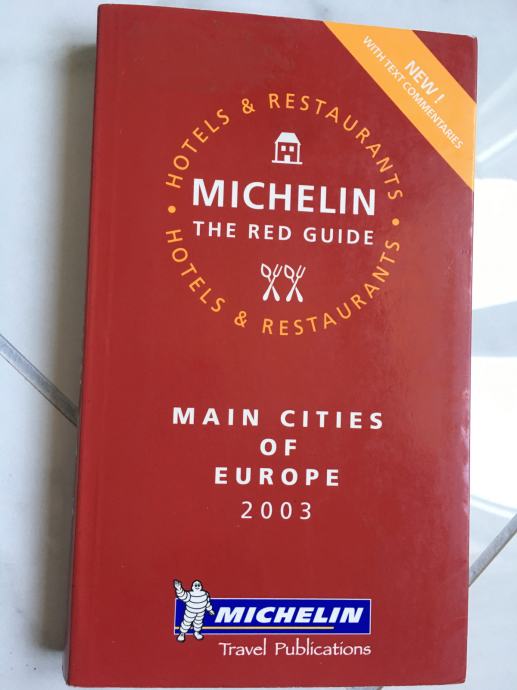 NEW !
WITH TEXT COMMENTARIES
HOTELS & RESTAURANTS
MICHELIN
THE RED GUIDE
• HOTELS & RESTAURANTS •
MAIN CITIES
OF
EUROPE
2003
MICHELIN
Travel Publications